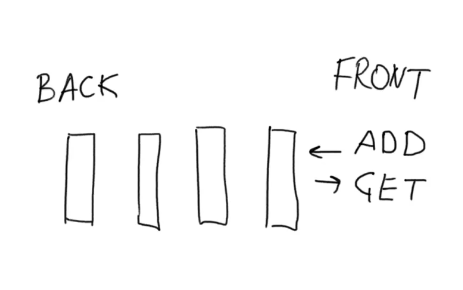 BACK
FRONT
← ADD
→ GET